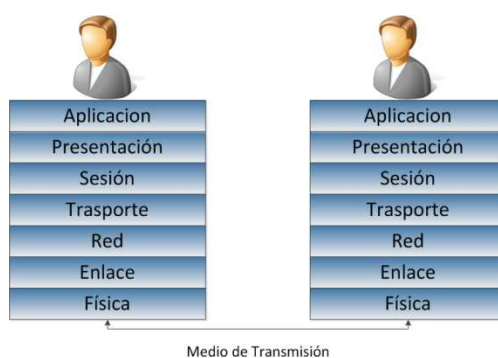 Aplicacion
Presentación
Sesión
Trasporte
Red
Enlace
Física
Aplicacion
Presentación
Sesión
Trasporte
Red
Enlace
Física
Medio de Transmisión